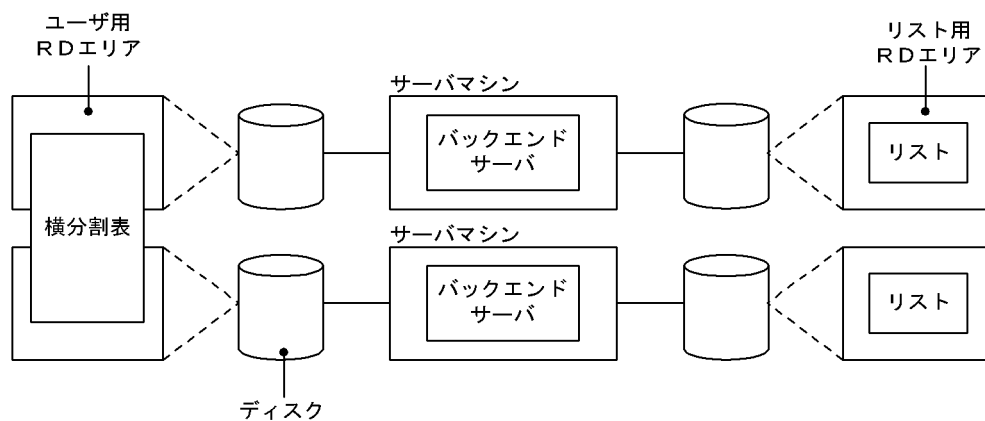 ユーザ用
ＲＤエリア
リスト用
ＲＤエリア
サーバマシン
バックエンド
サーバ
リスト
横分割表
サーバマシン
バックエンド
サーバ
リスト
ディスク